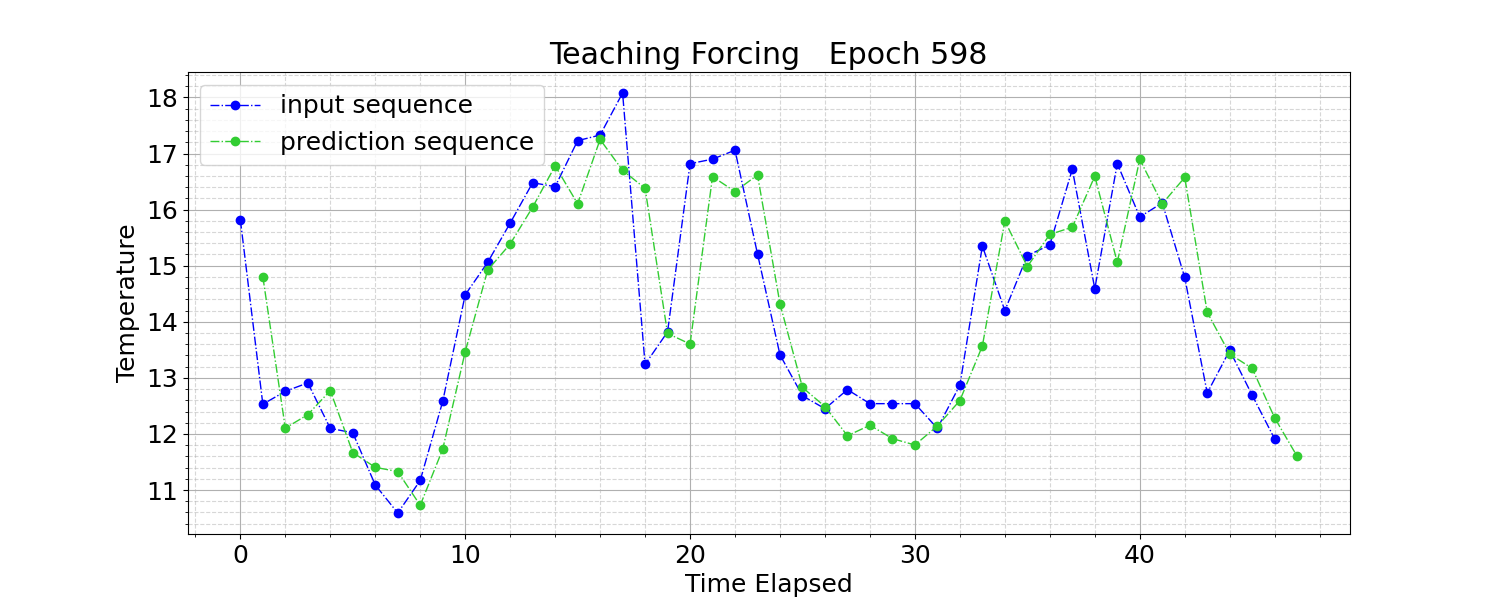 Teaching Forcing   Epoch 598
input sequence
prediction sequence
Temperature
18
17
16
15
14
13
12
11
0 10 20 30 40
Time Elapsed